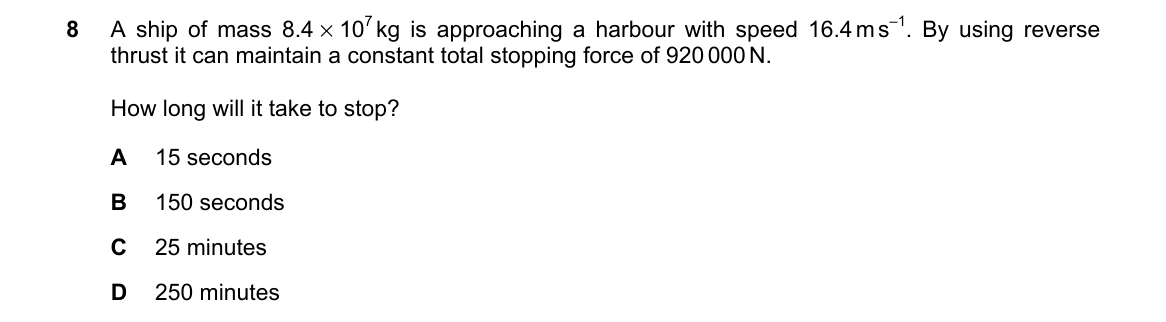 8 A ship of mass 8.4 × 10⁷ kg is approaching a harbour with speed 16.4 m s⁻¹. By using reverse
thrust it can maintain a constant total stopping force of 920 000 N.
How long will it take to stop?
A 15 seconds
B 150 seconds
C 25 minutes
D 250 minutes